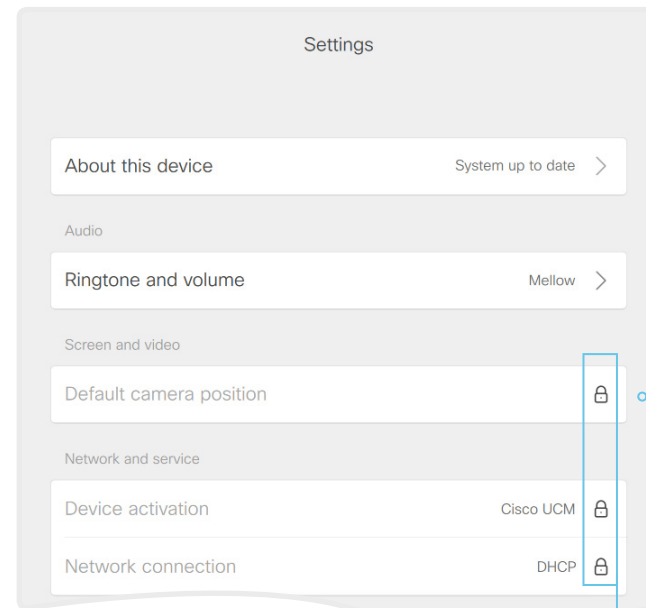 Settings
About this device System up to date
Audio
Ringtone and volume Mellow
Screen and video
Default camera position
Network and service
Device activation Cisco UCM
Network connection DHCP